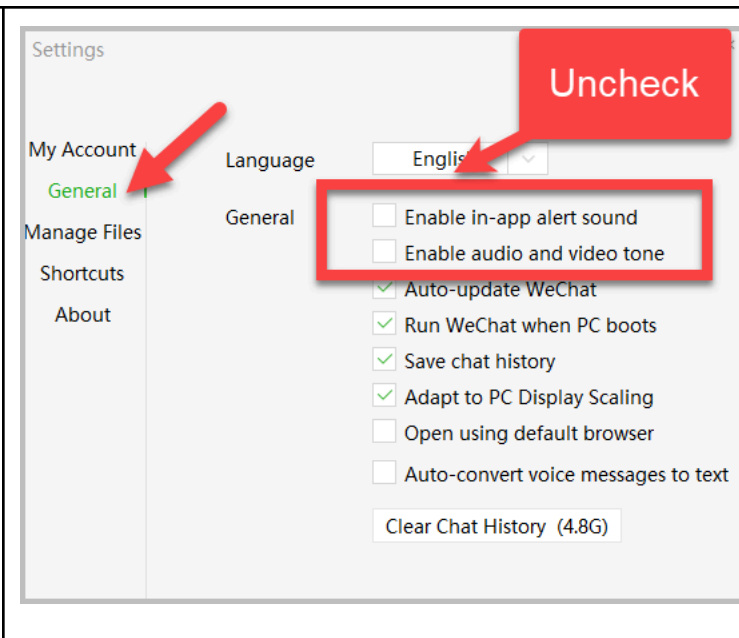 Settings
Uncheck
My Account
General
Manage Files
Shortcuts
About
Language
General
Enable in-app alert sound
Enable audio and video tone
Auto-update WeChat
Run WeChat when PC boots
Save chat history
Adapt to PC Display Scaling
Open using default browser
Auto-convert voice messages to text
Clear Chat History (4.8G)